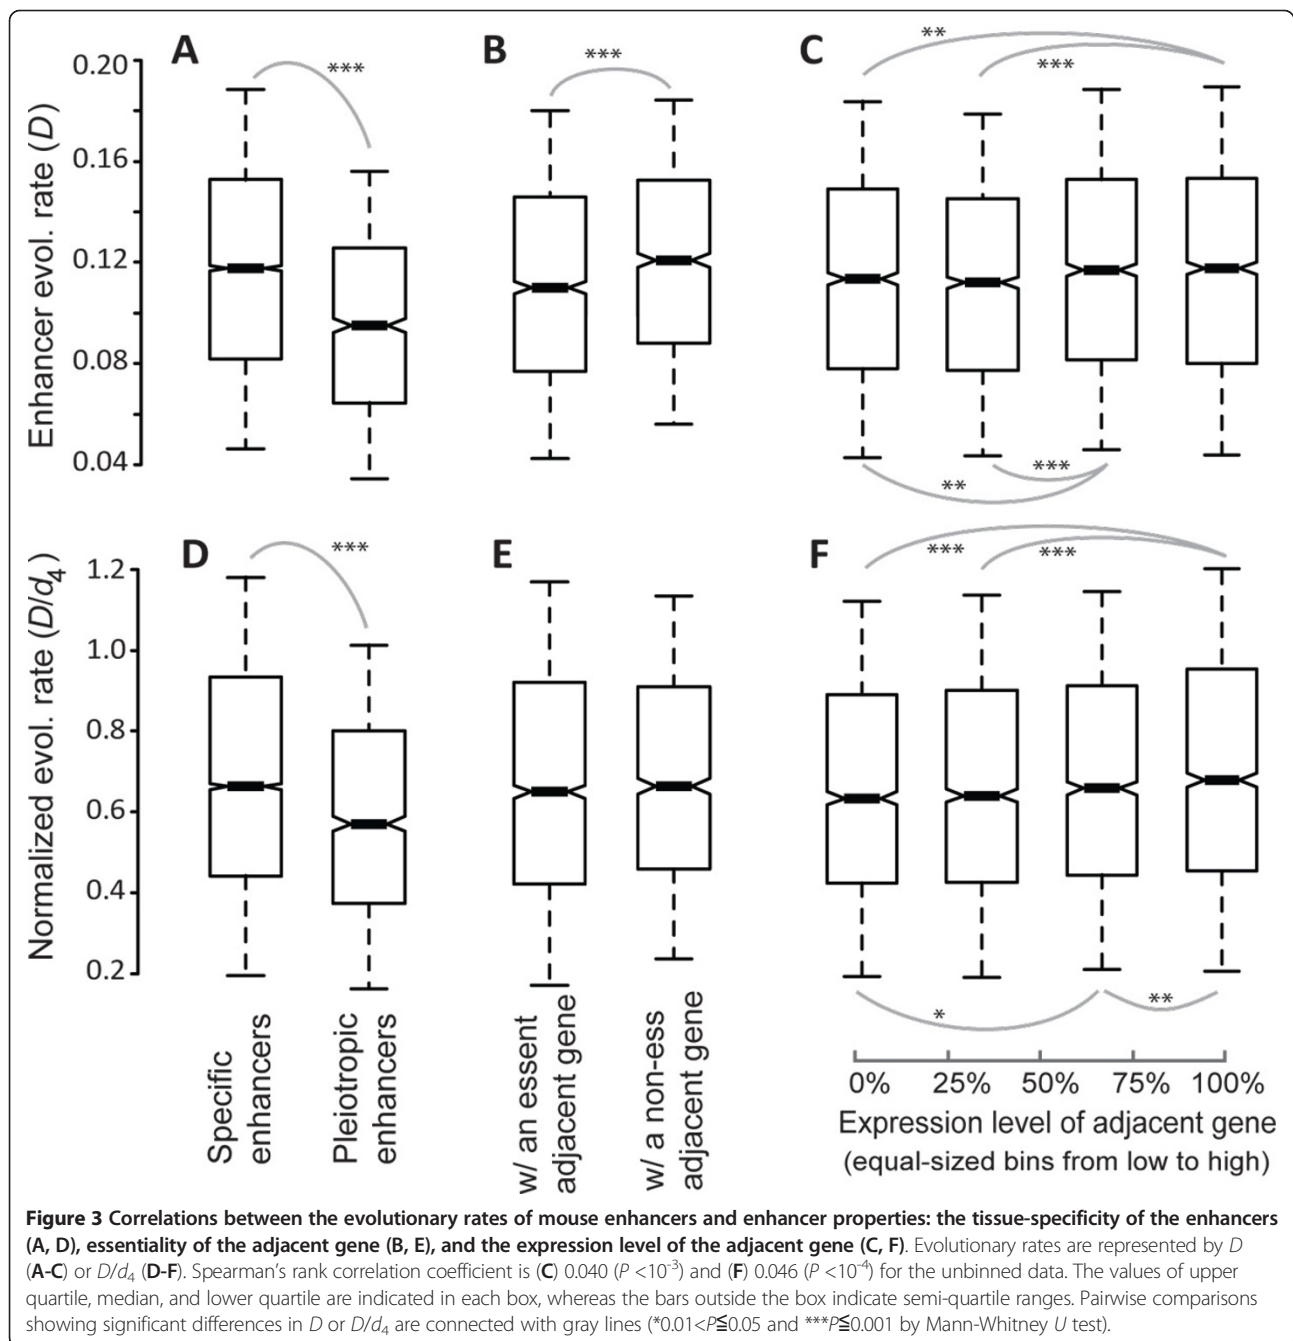 A
B
C
Enhancer evol. rate (D)
0.20
0.16
0.12
0.08
0.04
***
***
**
***
**
***
D
E
F
Normalized evol. rate (D/d4)
1.2
1.0
0.8
0.6
0.4
0.2
***
***
***
*
**
Specific
enhancers
Pleiotropic
enhancers
w/ an essent
adjacent gene
w/ a non-ess
adjacent gene
0% 25% 50% 75% 100%
Expression level of adjacent gene
(equal-sized bins from low to high)
Figure 3 Correlations between the evolutionary rates of mouse enhancers and enhancer properties: the tissue-specificity of the enhancers
(A, D), essentiality of the adjacent gene (B, E), and the expression level of the adjacent gene (C, F). Evolutionary rates are represented by D
(A-C) or D/d4 (D-F). Spearman's rank correlation coefficient is (C) 0.040 (P <10-3) and (F) 0.046 (P <10-4) for the unbinned data. The values of upper
quartile, median, and lower quartile are indicated in each box, whereas the bars outside the box indicate semi-quartile ranges. Pairwise comparisons
showing significant differences in D or D/d4 are connected with gray lines (*0.01<P≦0.05 and ***P≦0.001 by Mann-Whitney U test).